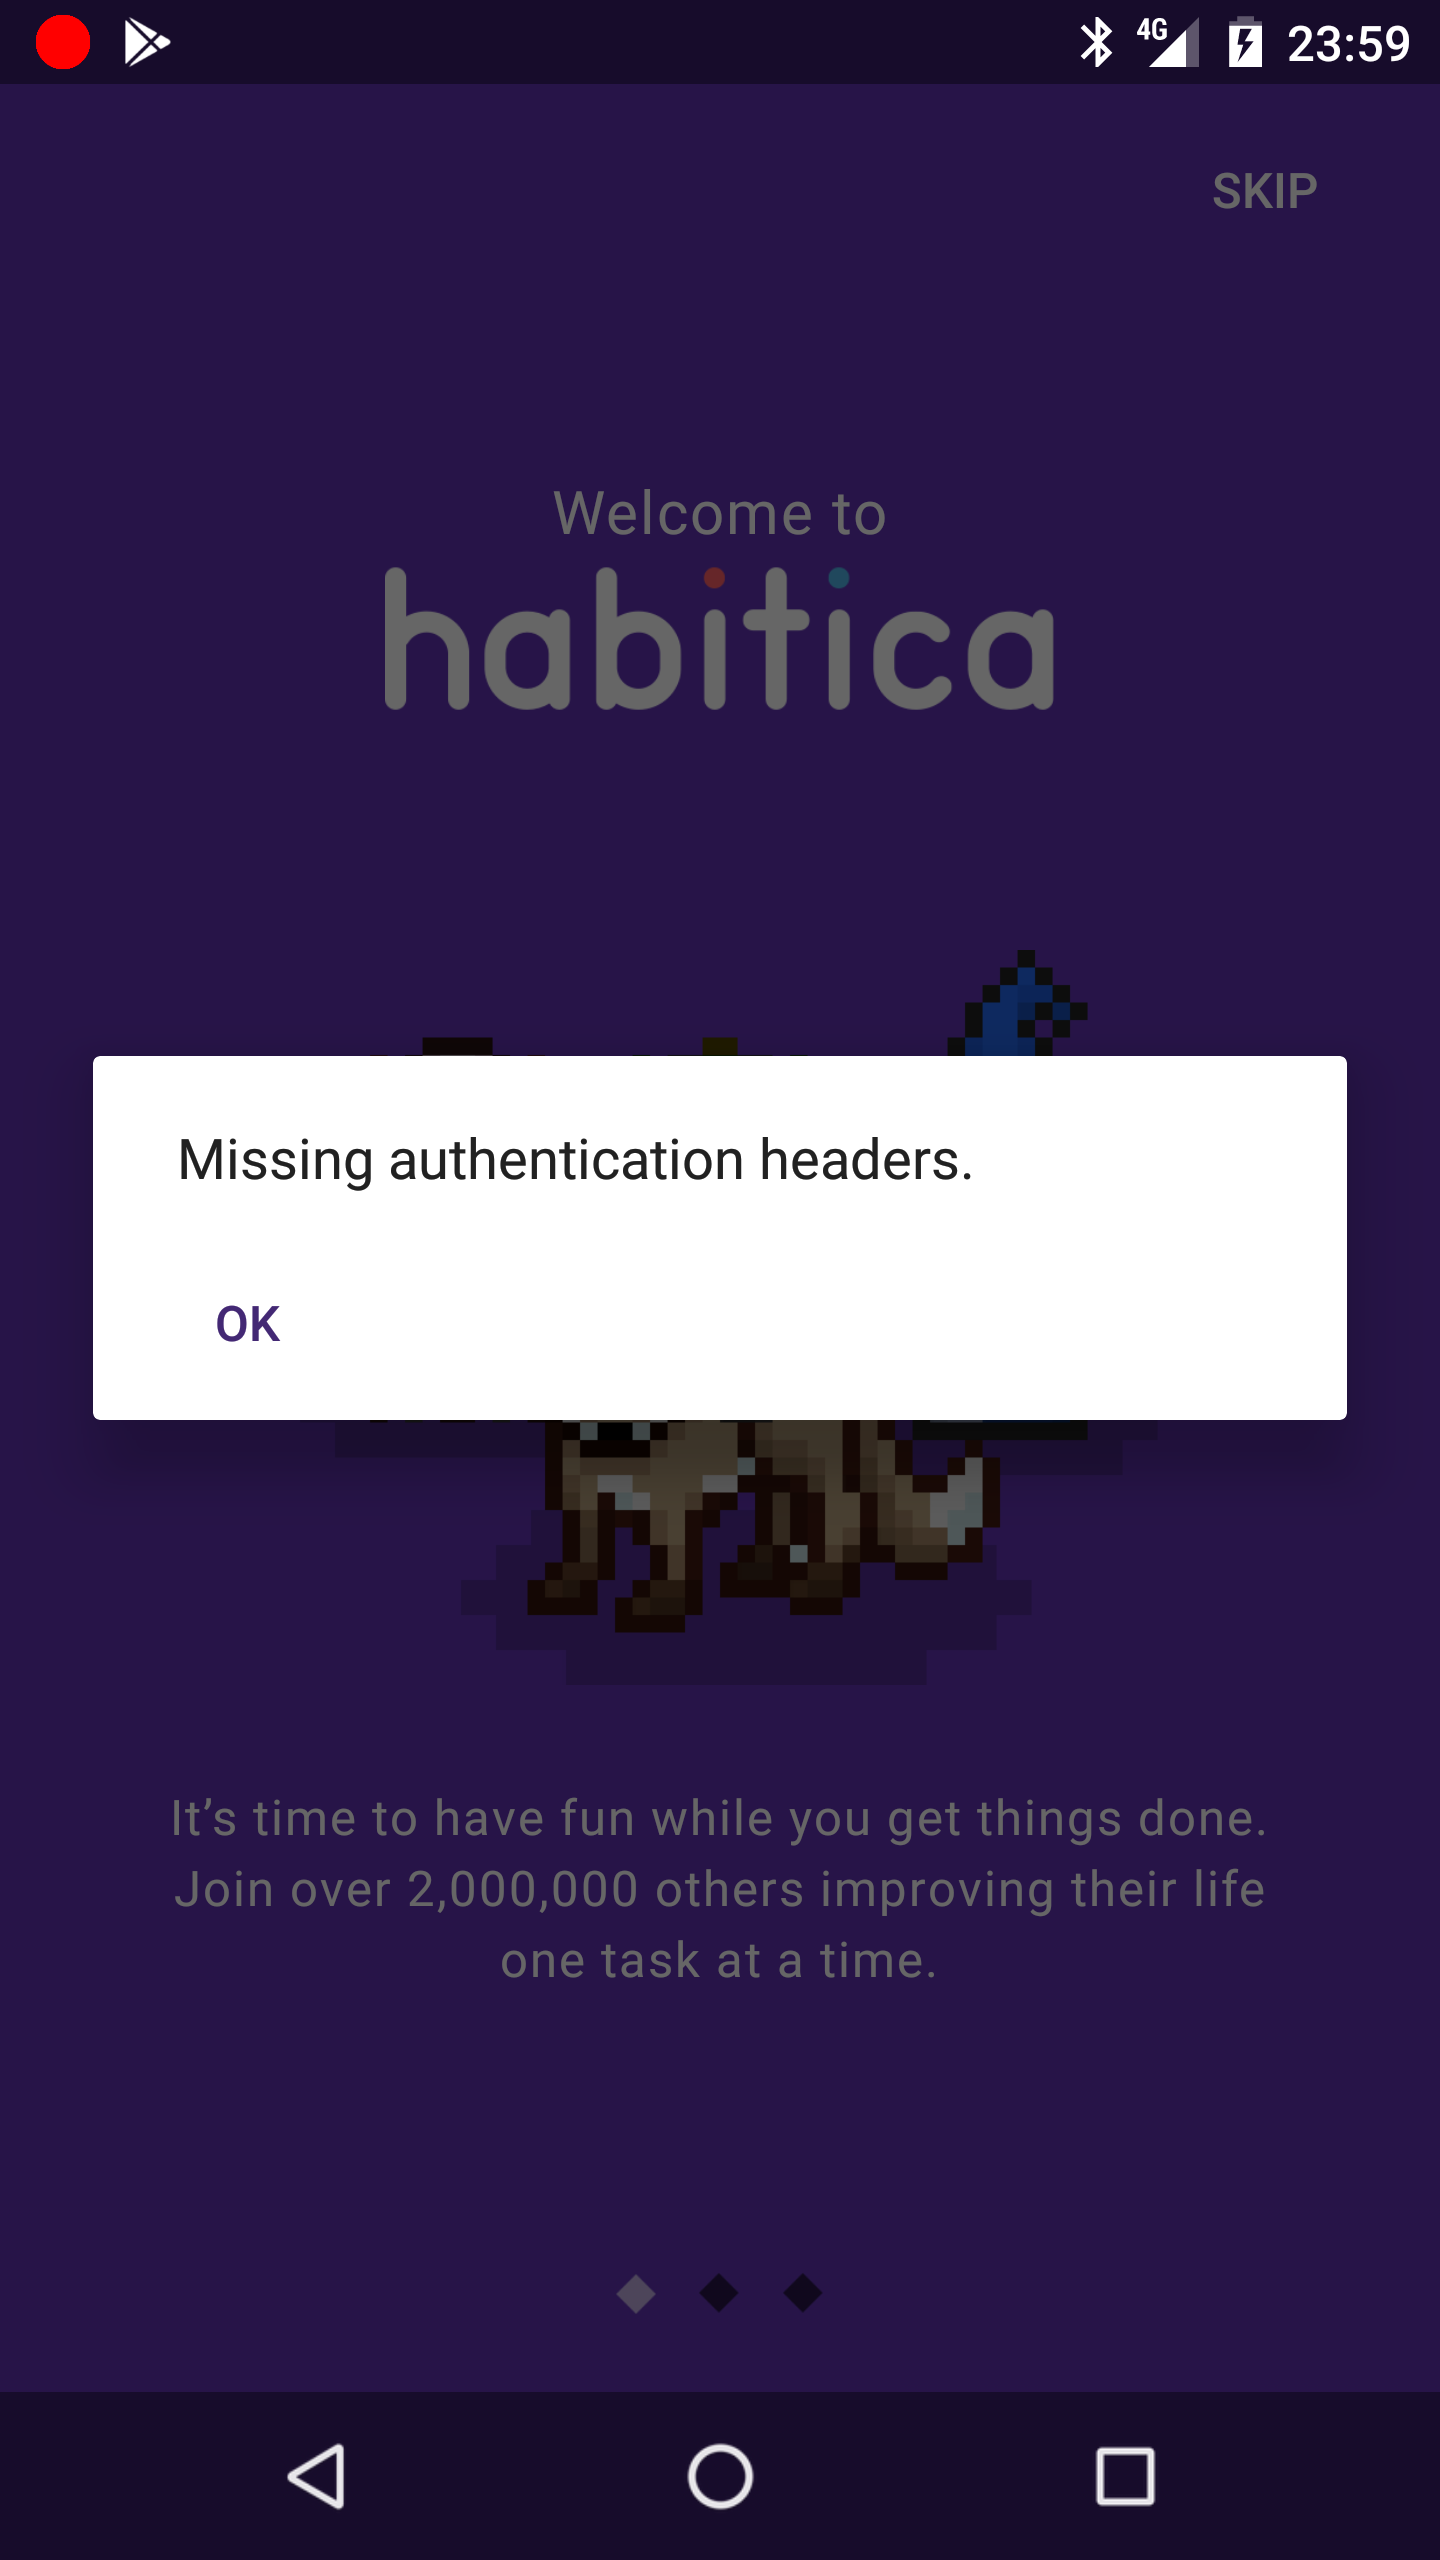 4G 23:59
SKIP
Welcome to
habitica
Missing authentication headers.
OK
It’s time to have fun while you get things done.
Join over 2,000,000 others improving their life
one task at a time.